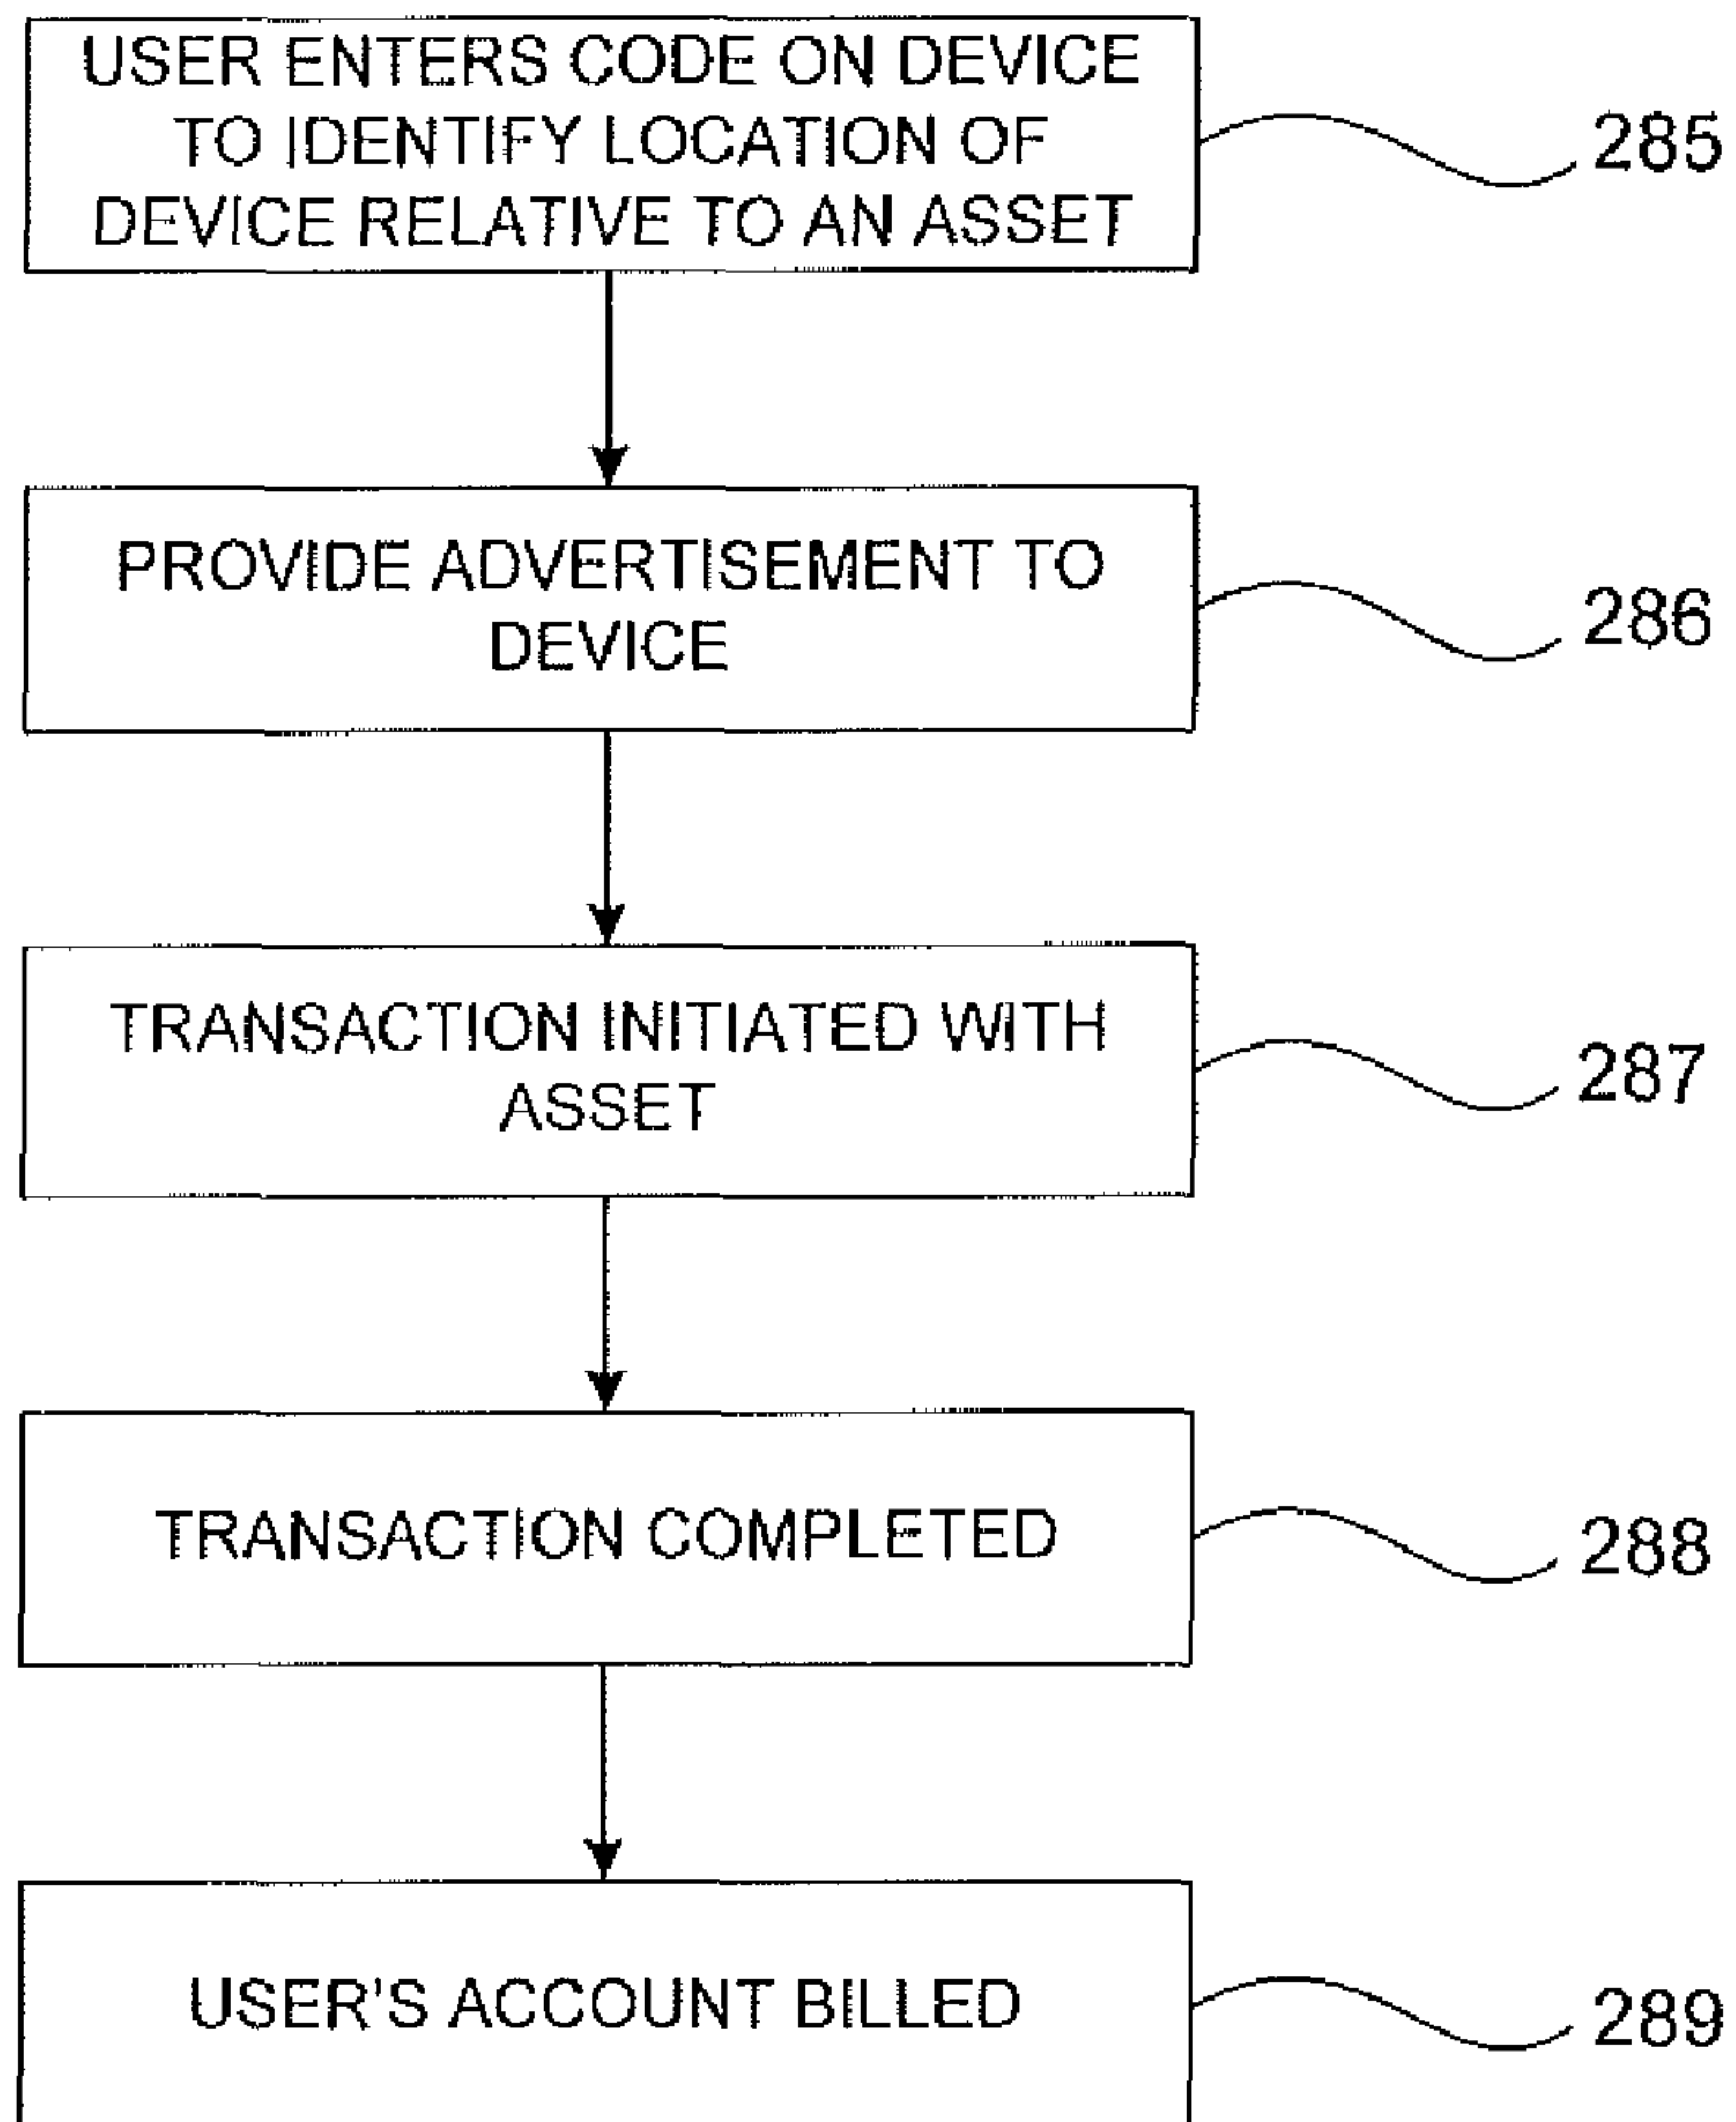 USER ENTERS CODE ON DEVICE
TO IDENTIFY LOCATION OF
DEVICE RELATIVE TO AN ASSET
285
PROVIDE ADVERTISEMENT TO
DEVICE
286
TRANSACTION INITIATED WITH
ASSET
287
TRANSACTION COMPLETED
288
USER'S ACCOUNT BILLED
289